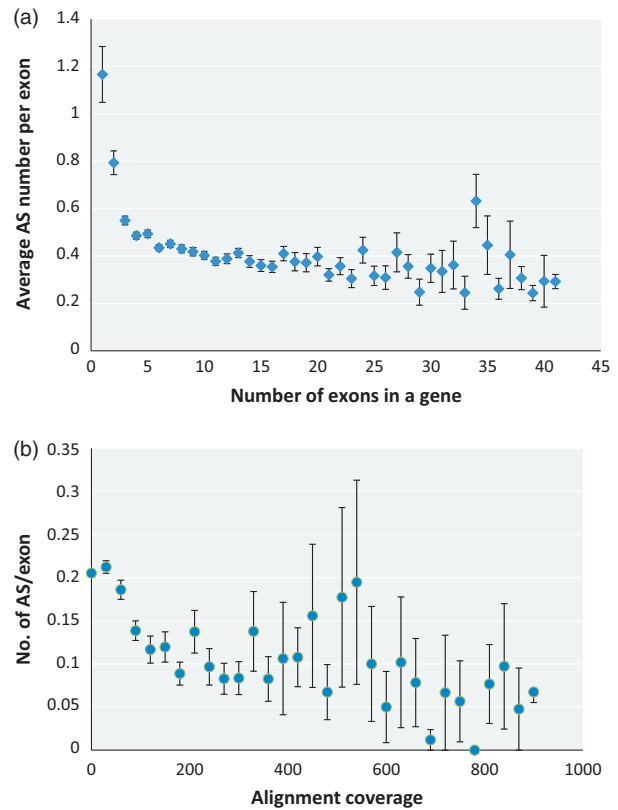 (a)
1.4
1.2
1
0.8
0.6
0.4
0.2
0
Average AS number per exon
0 5 10 15 20 25 30 35 40 45
Number of exons in a gene
(b)
0.35
0.3
0.25
0.2
0.15
0.1
0.05
0
No. of AS/exon
0 200 400 600 800 1000
Alignment coverage